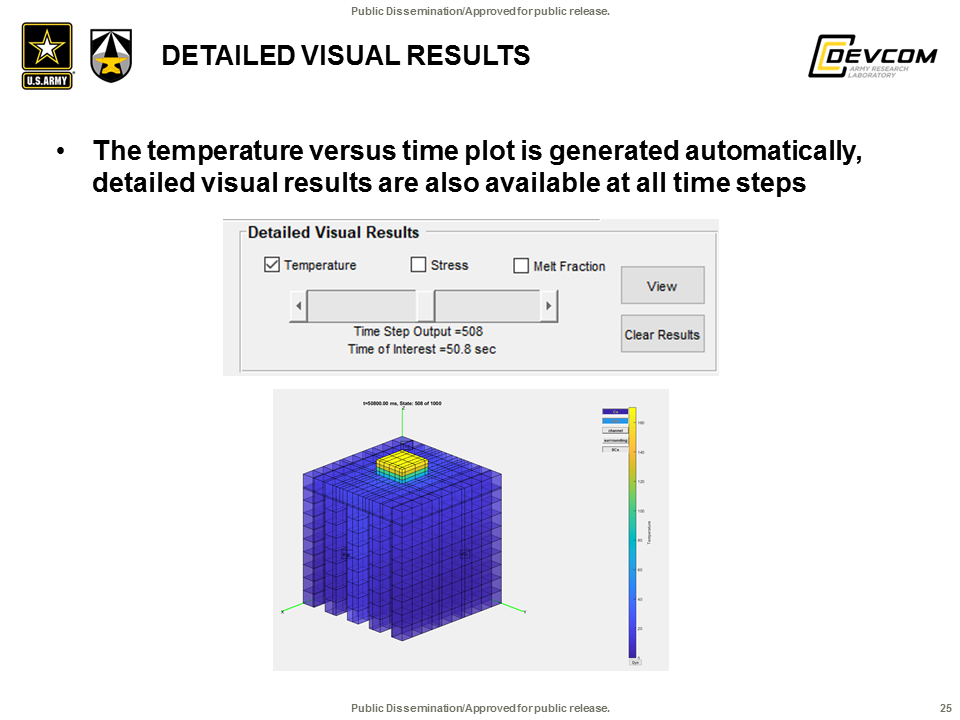 Public Dissemination/Approved for public release.
U.S.ARMY
DETAILED VISUAL RESULTS
DEVCOM
ARMY RESEARCH
LABORATORY
• The temperature versus time plot is generated automatically,
detailed visual results are also available at all time steps
Detailed Visual Results
Temperature
Stress
Melt Fraction
View
Time Step Output =508
Clear Results
Time of Interest =50.8 sec
t=50800.00 ms, State: 508 of 1000
Z
channel
surrounding
BCs
160
140
120
100
80
60
40
20
0
Temperature
X
Y
Public Dissemination/Approved for public release.
25